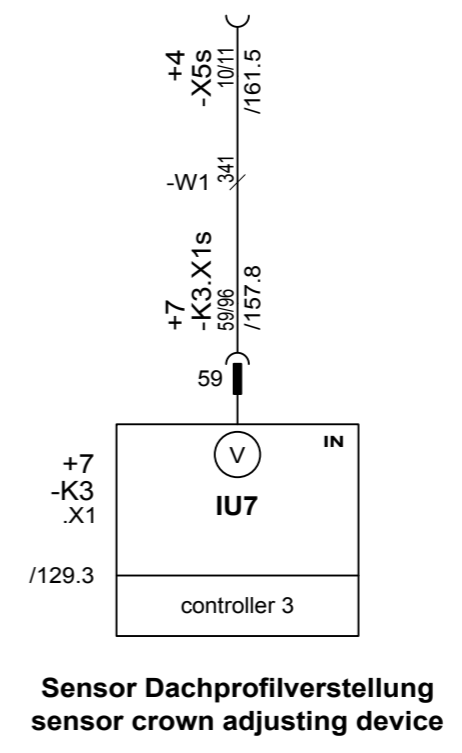 +4
-X5s
10/11
/161.5
-W1
341
+7
-K3.X1s
59/96
/157.8
59
+7
-K3
.X1
IN
V
IU7
/129.3
controller 3
Sensor Dachprofilverstellung
sensor crown adjusting device